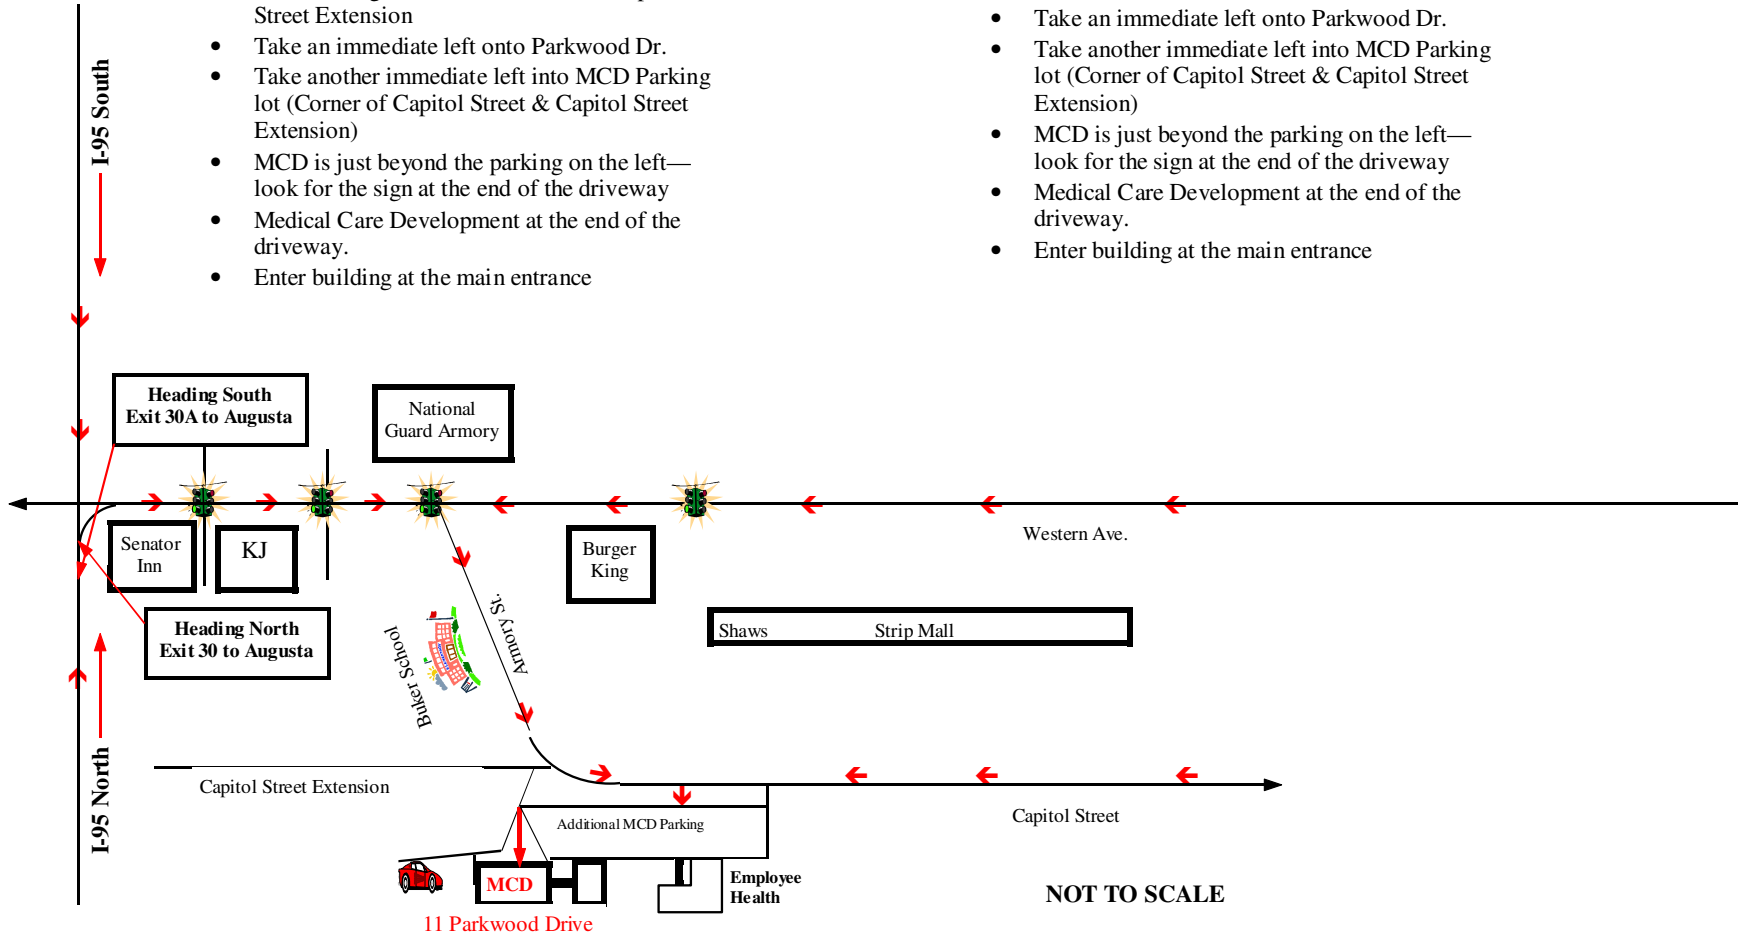 Street Extension
• Take an immediate left onto Parkwood Dr.
• Take another immediate left into MCD Parking
lot (Corner of Capitol Street & Capitol Street
Extension)
• MCD is just beyond the parking on the left—
look for the sign at the end of the driveway
• Medical Care Development at the end of the
driveway.
• Enter building at the main entrance
• Take an immediate left onto Parkwood Dr.
• Take another immediate left into MCD Parking
lot (Corner of Capitol Street & Capitol Street
Extension)
• MCD is just beyond the parking on the left—
look for the sign at the end of the driveway
• Medical Care Development at the end of the
driveway.
• Enter building at the main entrance
I-95 South
Heading South
Exit 30A to Augusta
National
Guard Armory
Senator
Inn
KJ
Burger
King
Western Ave.
Heading North
Exit 30 to Augusta
Buker School
Armory St.
Shaws Strip Mall
I-95 North
Capitol Street Extension
Additional MCD Parking
Capitol Street
MCD
Employee
Health
NOT TO SCALE
11 Parkwood Drive